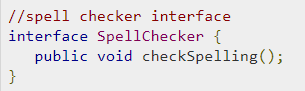 //spell checker interface
interface SpellChecker {
   public void checkSpelling();
}